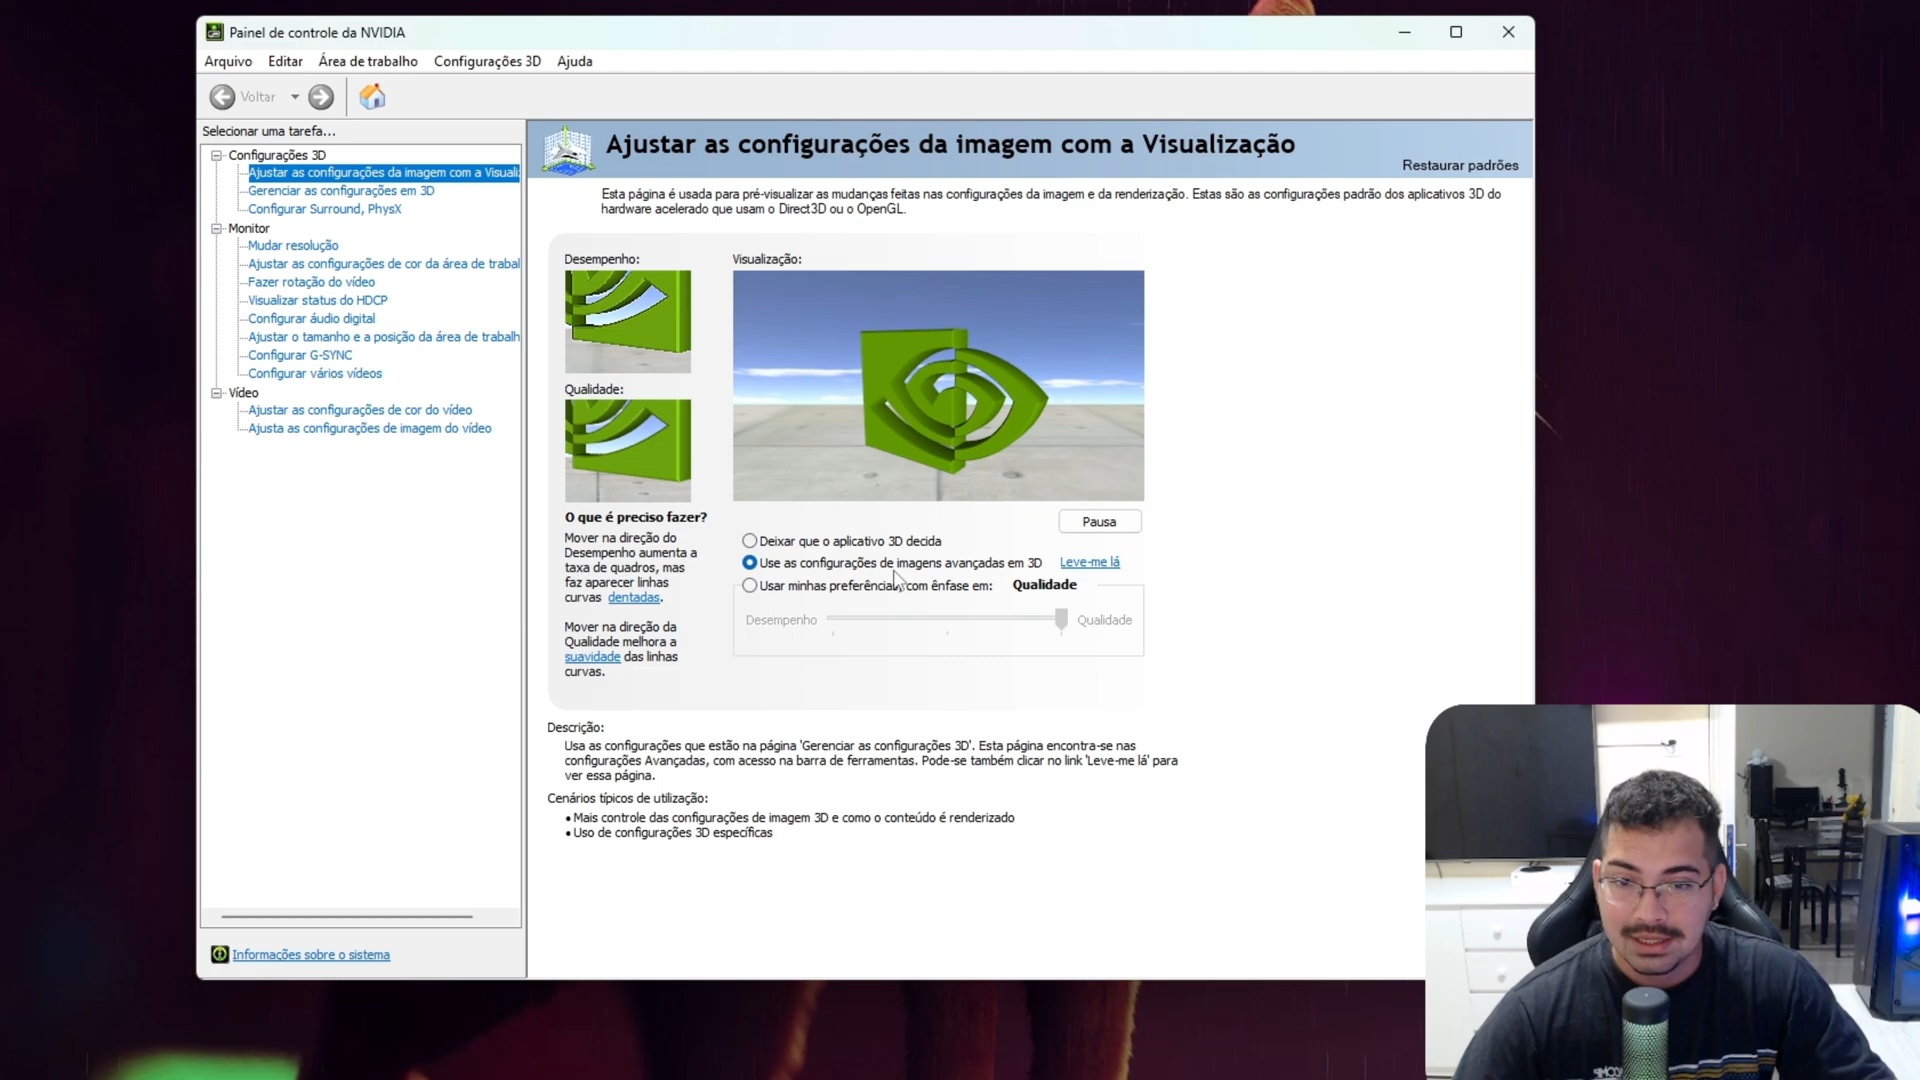 Painel de controle da NVIDIA
Arquivo Editar Área de trabalho Configurações 3D Ajuda
Voltar
Selecionar uma tarefa...
Configurações 3D
Ajustar as configurações da imagem com a Visuali
Gerenciar as configurações em 3D
Configurar Surround, PhysX
Monitor
Mudar resolução
Ajustar as configurações de cor da área de trabal
Fazer rotação do vídeo
Visualizar status do HDCP
Configurar áudio digital
Ajustar o tamanho e a posição da área de trabalh
Configurar G-SYNC
Configurar vários vídeos
Vídeo
Ajustar as configurações de cor do vídeo
Ajusta as configurações de imagem do vídeo
Informações sobre o sistema
Ajustar as configurações da imagem com a Visualização
Restaurar padrões
Esta página é usada para pré-visualizar as mudanças feitas nas configurações da imagem e da renderização. Estas são as configurações padrão dos aplicativos 3D do
hardware acelerado que usam o Direct3D ou o OpenGL.
Desempenho:
Qualidade:
O que é preciso fazer?
Mover na direção do
Desempenho aumenta a
taxa de quadros, mas
faz aparecer linhas
curvas dentadas.
Mover na direção da
Qualidade melhora a
suavidade das linhas
curvas.
Visualização:
Pausa
Deixar que o aplicativo 3D decida
Use as configurações de imagens avançadas em 3D Leve-me lá
Usar minhas preferências com ênfase em: Qualidade
Desempenho Qualidade
Descrição:
Usa as configurações que estão na página 'Gerenciar as configurações 3D'. Esta página encontra-se nas
configurações Avançadas, com acesso na barra de ferramentas. Pode-se também clicar no link 'Leve-me lá' para
ver essa página.
Cenários típicos de utilização:
• Mais controle das configurações de imagem 3D e como o conteúdo é renderizado
• Uso de configurações 3D específicas